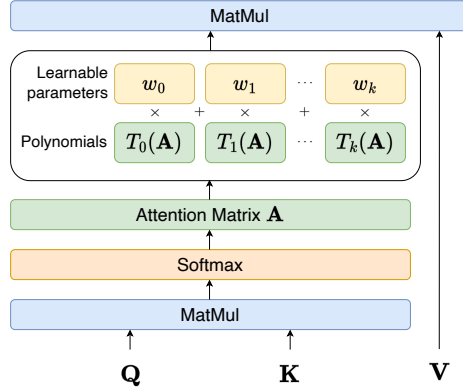 MatMul
Learnable parameters w₀ w₁ ··· wₖ
× + × + ×
Polynomials T₀(𝐀) T₁(𝐀) ··· Tₖ(𝐀)
Attention Matrix 𝐀
Softmax
MatMul
𝐐 𝐊 𝐕